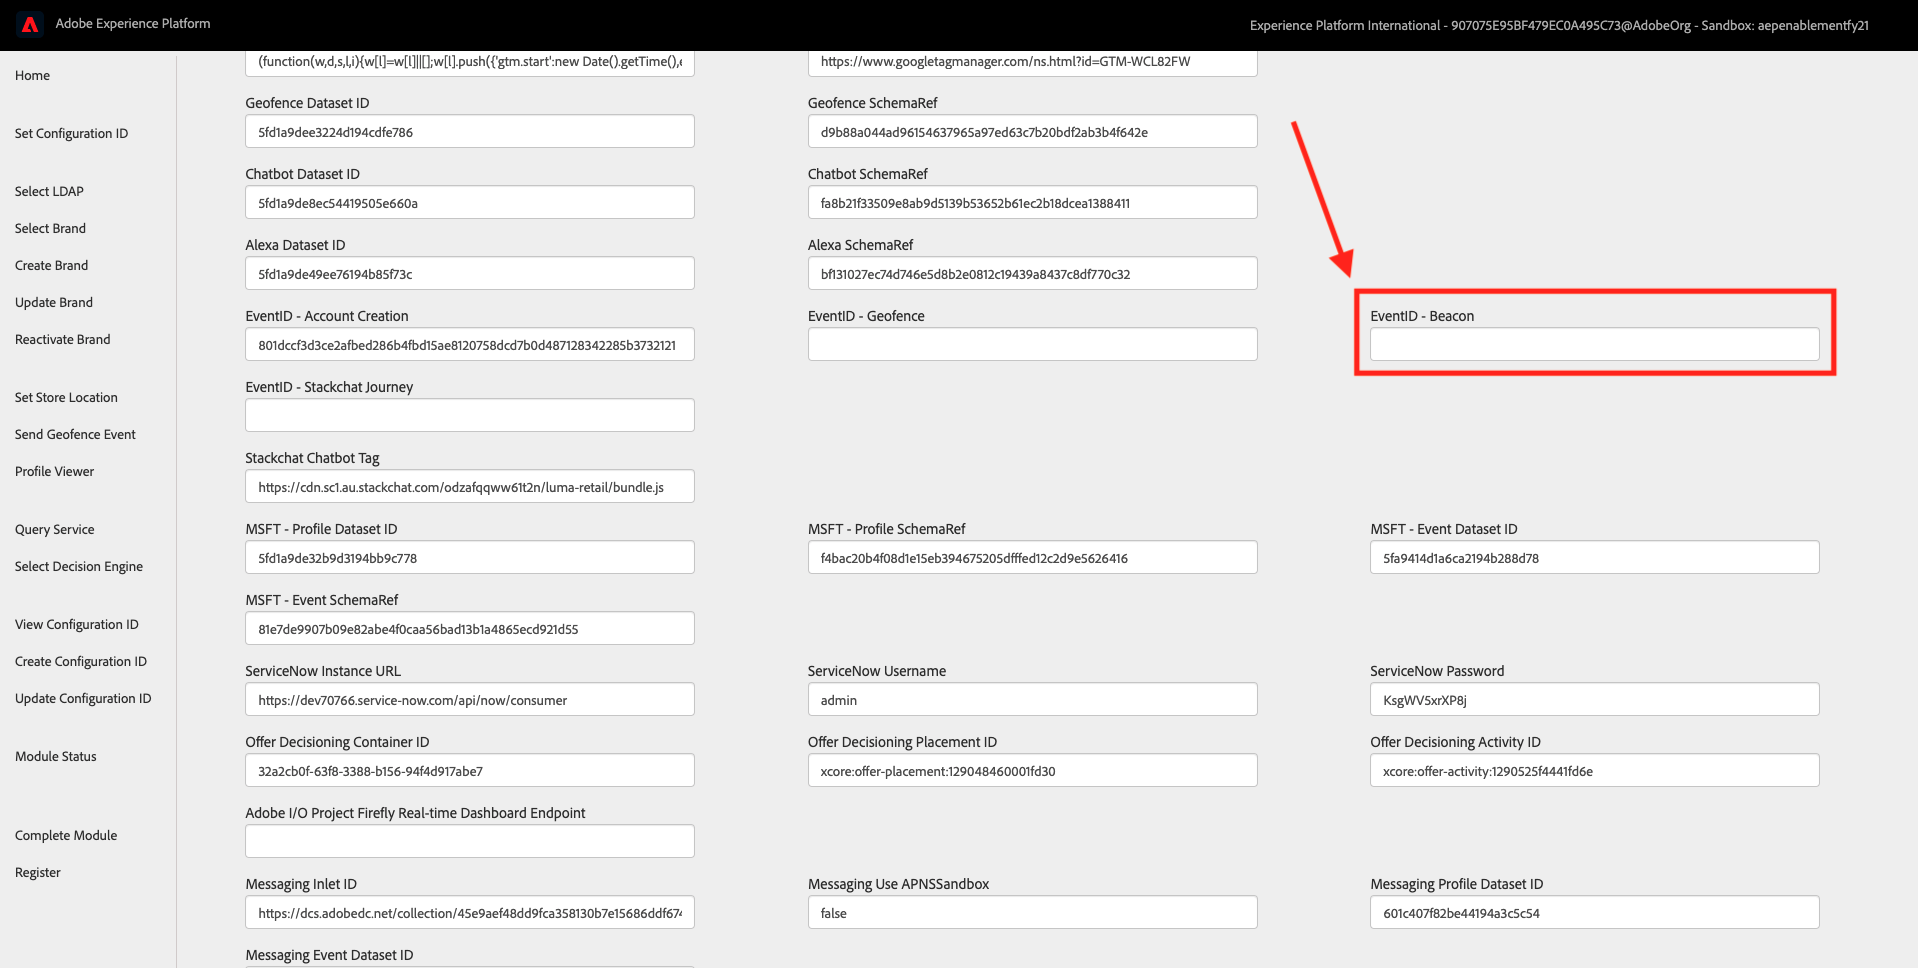 Adobe Experience Platform
Experience Platform International - 907075E95BF479EC0A495C73@AdobeOrg - Sandbox: aepenablementfy21
Home
Set Configuration ID
Select LDAP
Select Brand
Create Brand
Update Brand
Reactivate Brand
Set Store Location
Send Geofence Event
Profile Viewer
Query Service
Select Decision Engine
View Configuration ID
Create Configuration ID
Update Configuration ID
Module Status
Complete Module
Register
(function(w,d,s,l,i){w[l]=w[l]||[];w[l].push({'gtm.start':new Date().getTime(),e
https://www.googletagmanager.com/ns.html?id=GTM-WCL82FW
Geofence Dataset ID
Geofence SchemaRef
5fd1a9dee3224d194cdfe786
d9b88a044ad96154637965a97ed63c7b20bdf2ab3b4f642e
Chatbot Dataset ID
Chatbot SchemaRef
5fd1a9de8ec54419505e660a
fa8b21f33509e8ab9d5139b53652b61ec2b18dcea1388411
Alexa Dataset ID
Alexa SchemaRef
5fd1a9de49ee76194b85f73c
bf131027ec74d746e5d8b2e0812c19439a8437c8df770c32
EventID - Account Creation
EventID - Geofence
EventID - Beacon
801dccf3d3ce2afbed286b4fbd15ae8120758dcd7b0d487128342285b3732121
EventID - Stackchat Journey
Stackchat Chatbot Tag
https://cdn.sc1.au.stackchat.com/odzafqqww61t2n/luma-retail/bundle.js
MSFT - Profile Dataset ID
MSFT - Profile SchemaRef
MSFT - Event Dataset ID
5fd1a9de32b9d3194bb9c778
f4bac20b4f08d1e15eb394675205dfffed12c2d9e5626416
5fa9414d1a6ca2194b288d78
MSFT - Event SchemaRef
81e7de9907b09e82abe4f0caa56bad13b1a4865ecd921d55
ServiceNow Instance URL
ServiceNow Username
ServiceNow Password
https://dev70766.service-now.com/api/now/consumer
admin
KsgWV5xrXP8j
Offer Decisioning Container ID
Offer Decisioning Placement ID
Offer Decisioning Activity ID
32a2cb0f-63f8-3388-b156-94f4d917abe7
xcore:offer-placement:129048460001fd30
xcore:offer-activity:1290525f4441fd6e
Adobe I/O Project Firefly Real-time Dashboard Endpoint
Messaging Inlet ID
Messaging Use APNSSandbox
Messaging Profile Dataset ID
https://dcs.adobedc.net/collection/45e9aef48dd9fca358130b7e15686ddf674
false
601c407f82be44194a3c5c54
Messaging Event Dataset ID